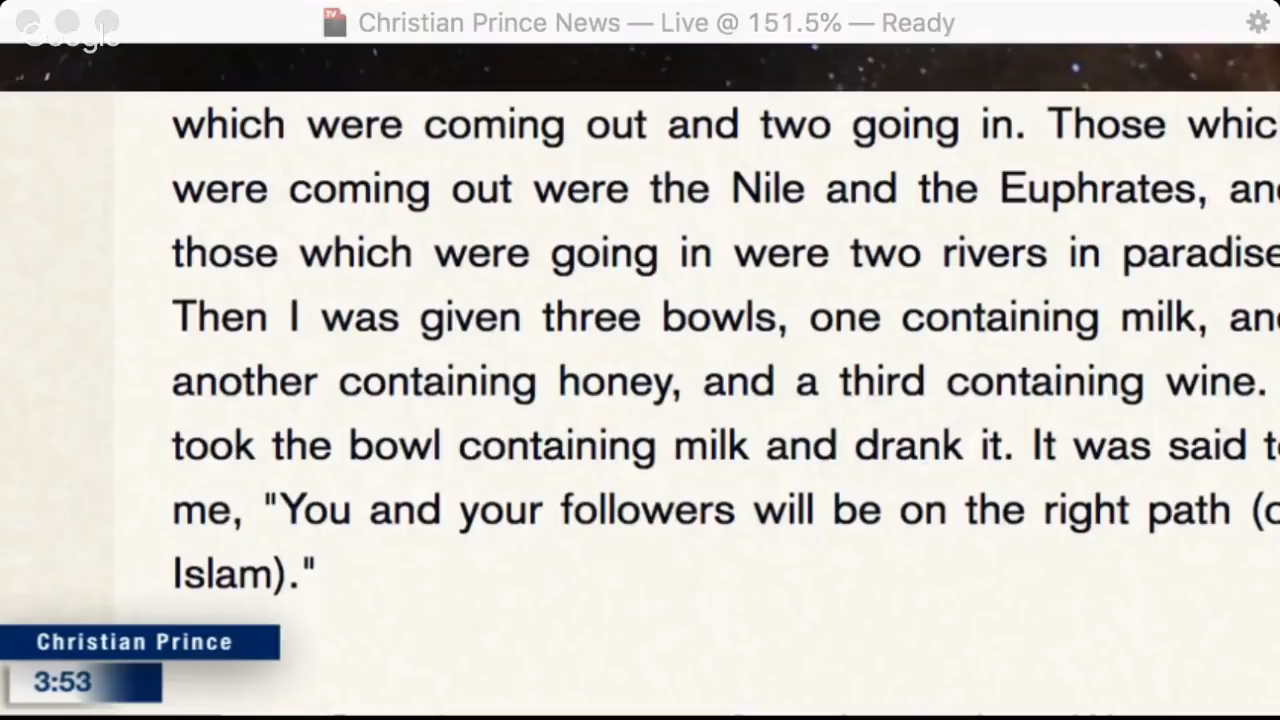 Christian Prince News — Live @ 151.5% — Ready
Google
which were coming out and two going in. Those whic
were coming out were the Nile and the Euphrates, an
those which were going in were two rivers in paradise
Then I was given three bowls, one containing milk, and
another containing honey, and a third containing wine.
took the bowl containing milk and drank it. It was said t
me, "You and your followers will be on the right path (o
Islam)."
Christian Prince
3:53